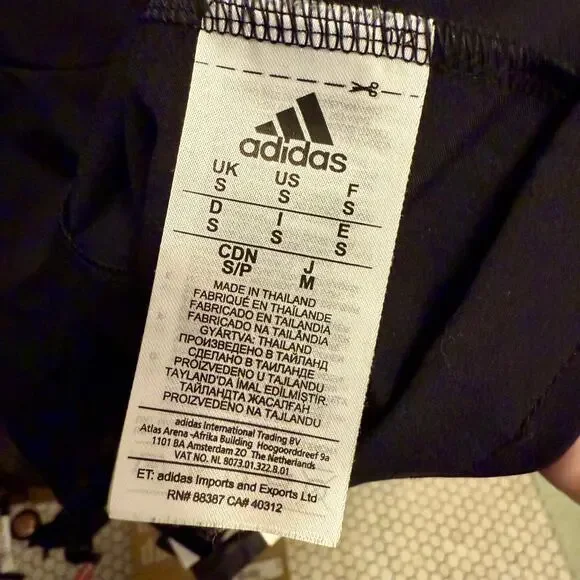 adidas
UK US F
S S S
D I E
S S S
CDN J
S/P M
MADE IN THAILAND
FABRIQUÉ EN THAÏLANDE
FABRICADO EN TAILANDIA
FABRICADO NA TAILÂNDIA
GYÁRTVA: THAILAND
ПРОИЗВЕДЕНО В ТАЙЛАНД
СДЕЛАНО В ТАИЛАНДЕ
PROIZVEDENO U TAJLANDU
TAYLAND'DA İMAL EDİLMİŞTİR.
ТАЙЛАНДТА ЖАСАЛҒАН
PROIZVEDENO NA TAJLANDU
adidas International Trading BV
Atlas Arena -Afrika Building Hoogoorddreef 9a
1101 BA Amsterdam ZO The Netherlands
VAT NO. NL 8073.01.322.B.01
ET: adidas Imports and Exports Ltd
RN# 88387 CA# 40312